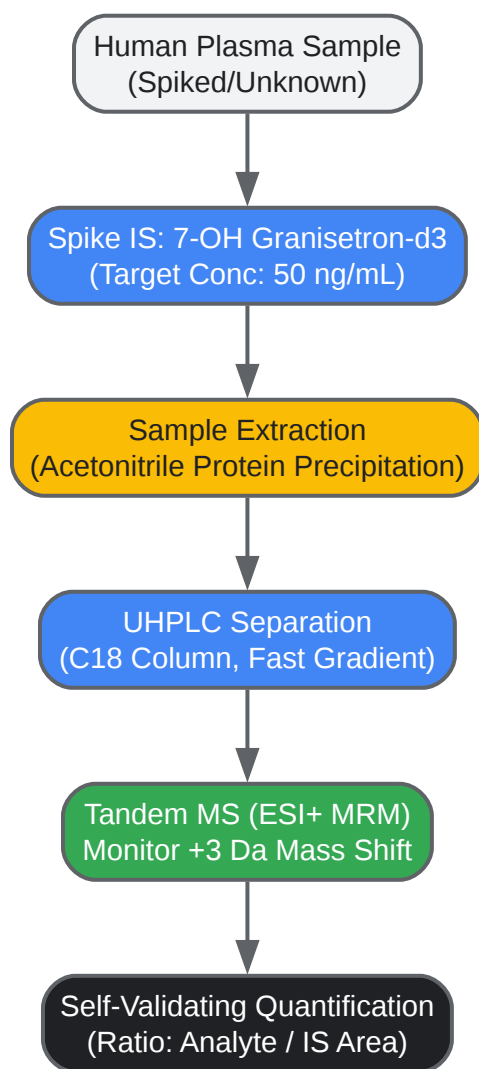 Human Plasma Sample
(Spiked/Unknown)
Spike IS: 7-OH Granisetron-d3
(Target Conc: 50 ng/mL)
Sample Extraction
(Acetonitrile Protein Precipitation)
UHPLC Separation
(C18 Column, Fast Gradient)
Tandem MS (ESI+ MRM)
Monitor +3 Da Mass Shift
Self-Validating Quantification
(Ratio: Analyte / IS Area)